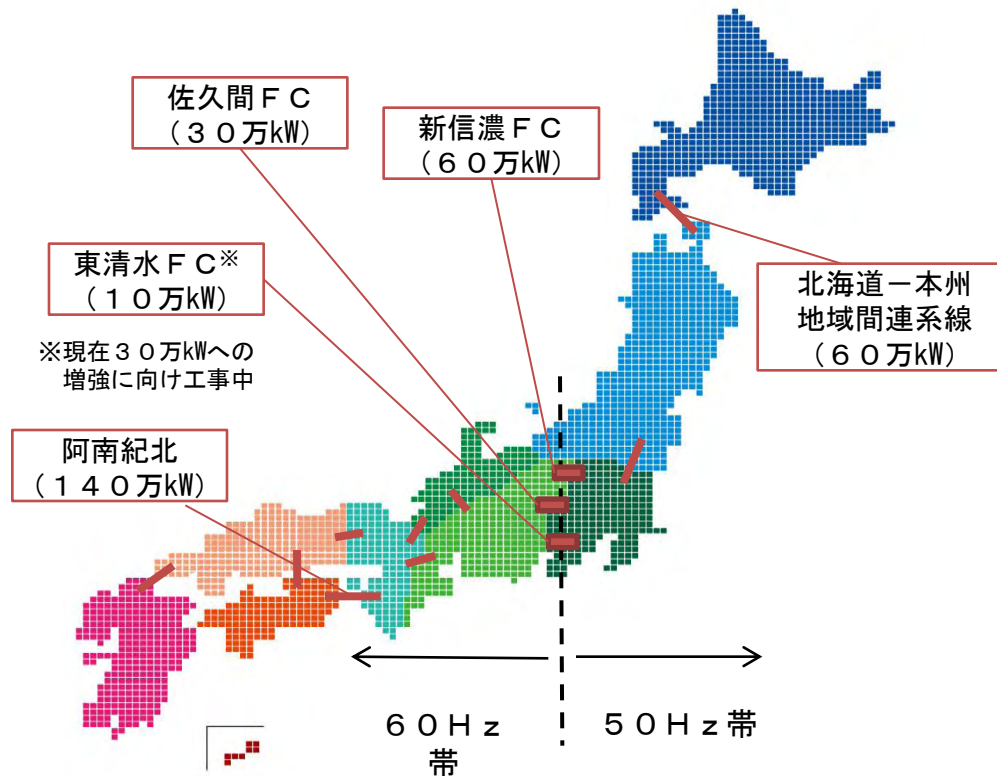 佐久間ＦＣ
（３０万kW）
新信濃ＦＣ
（６０万kW）
東清水ＦＣ※
（１０万kW）
※現在３０万kWへの
増強に向け工事中
北海道－本州
地域間連系線
（６０万kW）
阿南紀北
（１４０万kW）
６０Ｈｚ
帯
５０Ｈｚ帯